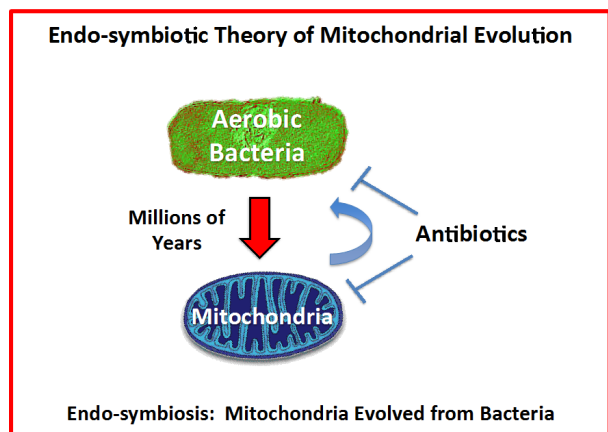 Endo-symbiotic Theory of Mitochondrial Evolution
Aerobic
Bacteria
Millions of
Years
Antibiotics
Mitochondria
Endo-symbiosis: Mitochondria Evolved from Bacteria